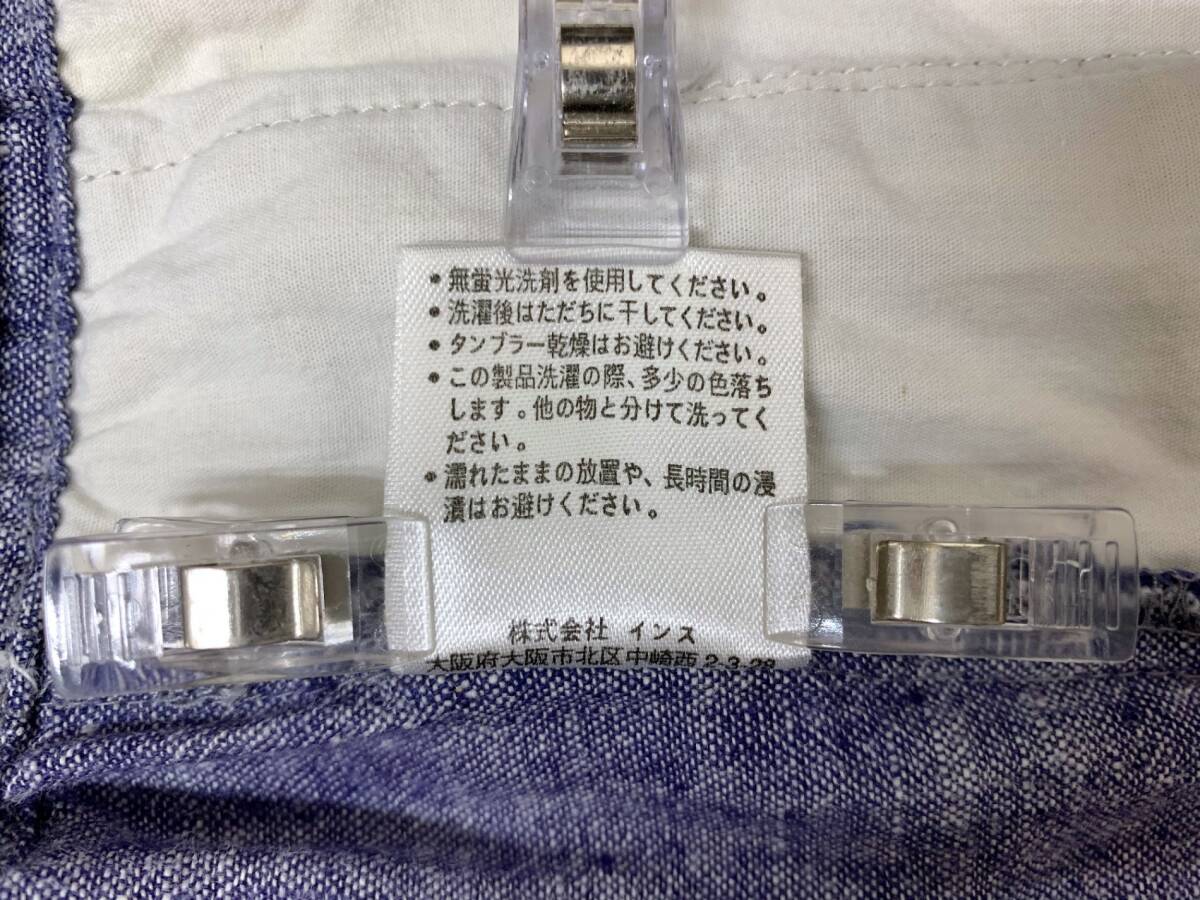 ・無蛍光洗剤を使用してください。
・洗濯後はただちに干してください。
・タンブラー乾燥はお避けください。
・この製品洗濯の際、多少の色落ち
します。他の物と分けて洗ってく
ださい。
・濡れたままの放置や、長時間の浸
漬はお避けください。
株式会社 インス
大阪府大阪市北区中崎西2-3-28